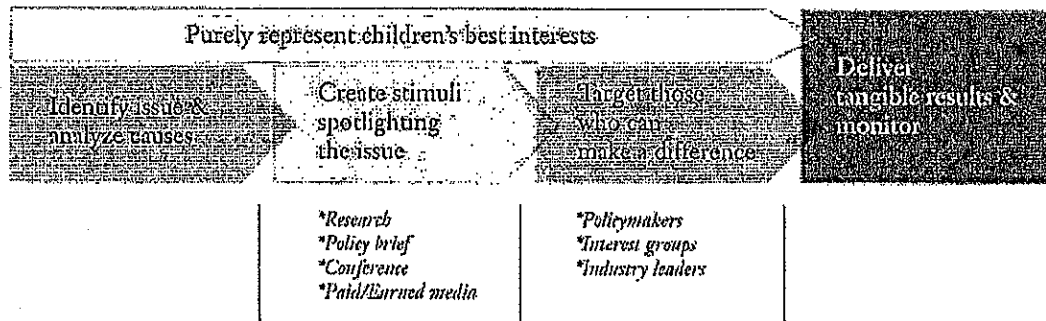 Purely represent children's best interests
Identify issue &
analyze causes
Create stimuli
spotlighting
the issue
Target those
who can
make a difference
Deliver
tangible results &
monitor
*Research
*Policy brief
*Conference
*Paid/Earned media
*Policymakers
*Interest groups
*Industry leaders